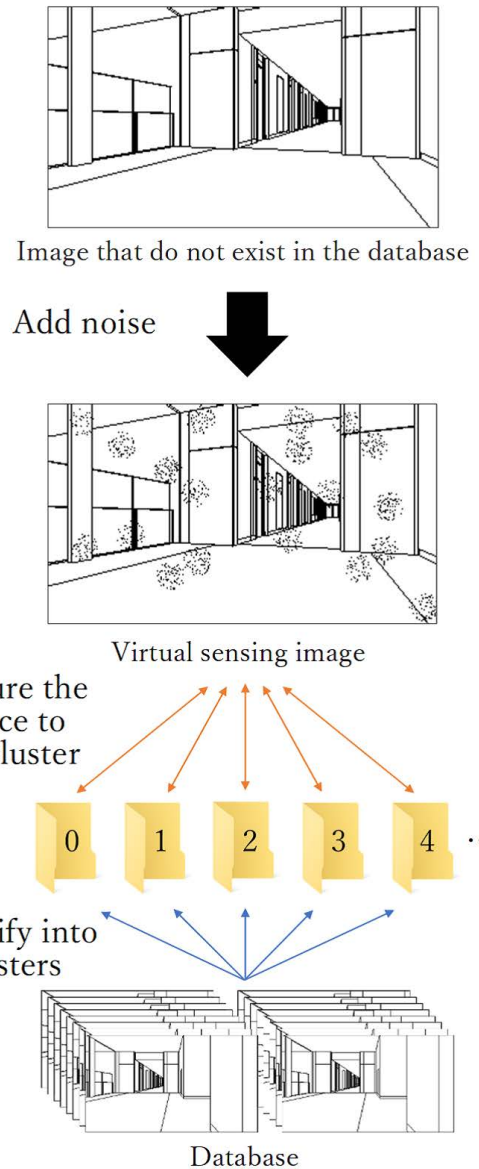 Image that do not exist in the database
Add noise
Virtual sensing image
ure the
ce to
luster
0 1 2 3 4
ify into
sters
Database